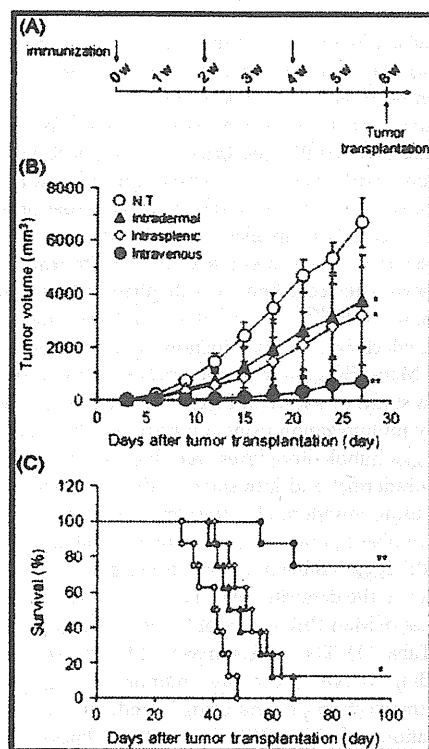 (A)
immunization
0 w 1 w 2 w 3 w 4 w 5 w 6 w
Tumor
transplantation
(B)
8000
6000
4000
2000
0
Tumor volume (mm³)
N.T
Intradermal
Intrasplenic
Intravenous
*
*
**
0 5 10 15 20 25 30
Days after tumor transplantation (day)
(C)
120
100
80
60
40
20
0
Survival (%)
**
*
0 20 40 60 80 100
Days after tumor transplantation (day)